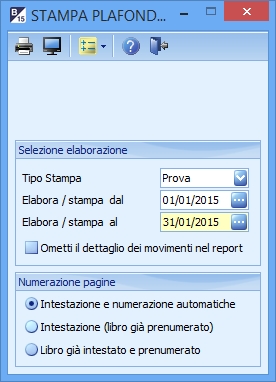 B 15 STAMPA PLAFOND...
Selezione elaborazione
Tipo Stampa Prova
Elabora / stampa dal 01/01/2015
Elabora / stampa al 31/01/2015
Ometti il dettaglio dei movimenti nel report
Numerazione pagine
Intestazione e numerazione automatiche
Intestazione (libro già prenumerato)
Libro già intestato e prenumerato